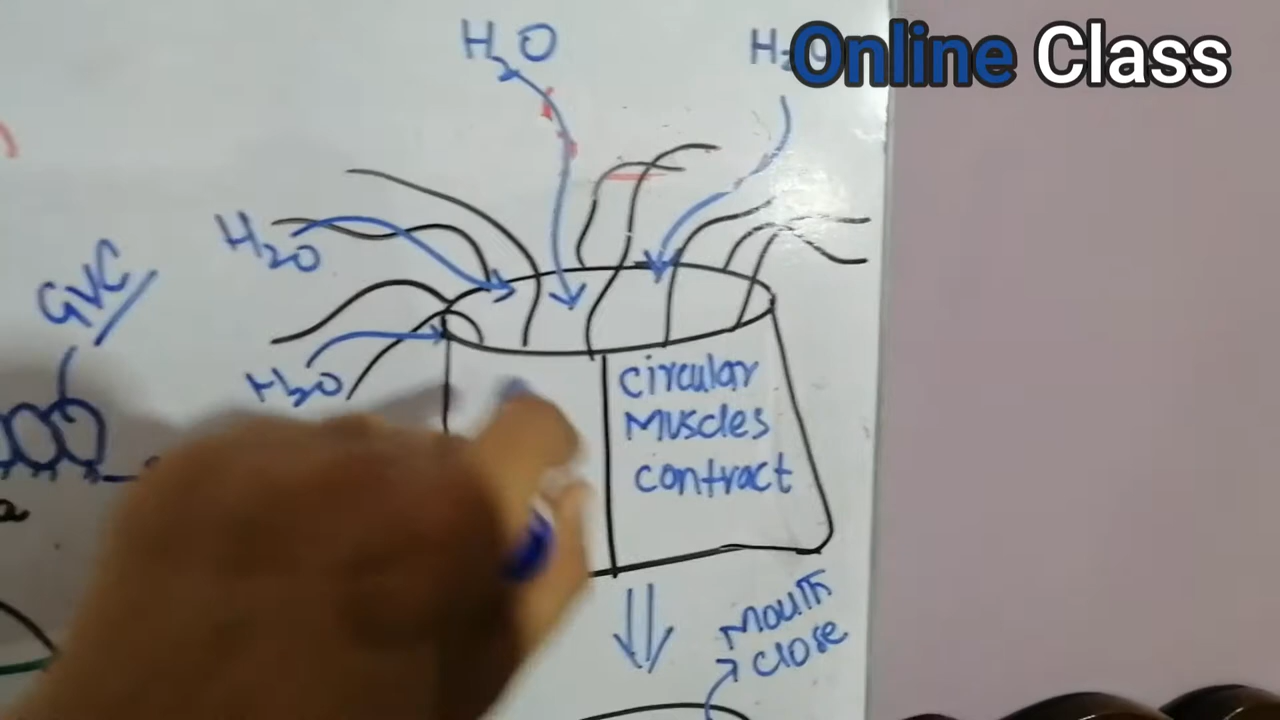 H2O
H2O
Online Class
H2O
GVC
H2O
circular
Muscles
contract
Mouth
close